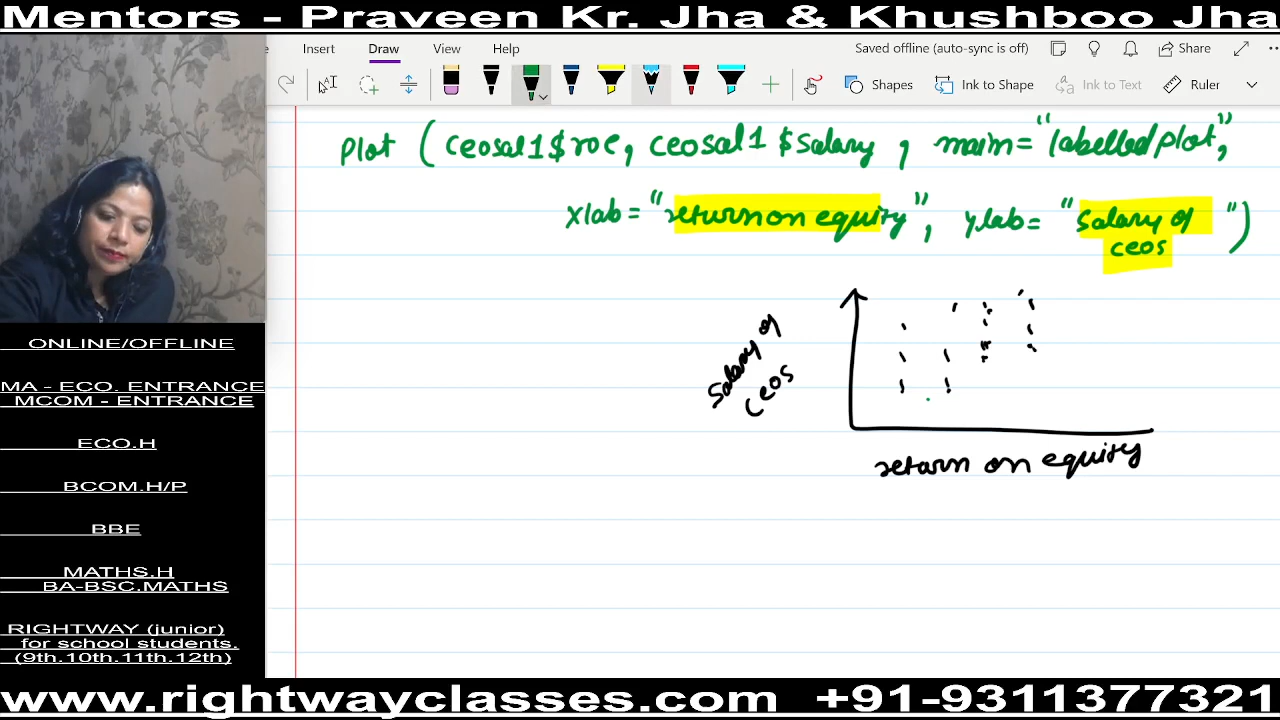 Mentors - Praveen Kr. Jha & Khushboo Jha
Insert Draw View Help Saved offline (auto-sync is off) Share
Shapes Ink to Shape Ink to Text Ruler
Plot ( ceosal1$roe, ceosal1 $salary, main= "labelled plot",
xlab = "return on equity", ylab = "Salary of
ceos")
Salary of
ceos
return on equity
ONLINE/OFFLINE
MA - ECO. ENTRANCE
MCOM - ENTRANCE
ECO.H
BCOM.H/P
BBE
MATHS.H
BA-BSC.MATHS
RIGHTWAY (junior)
for school students.
(9th.10th.11th.12th)
www.rightwayclasses.com +91-9311377321